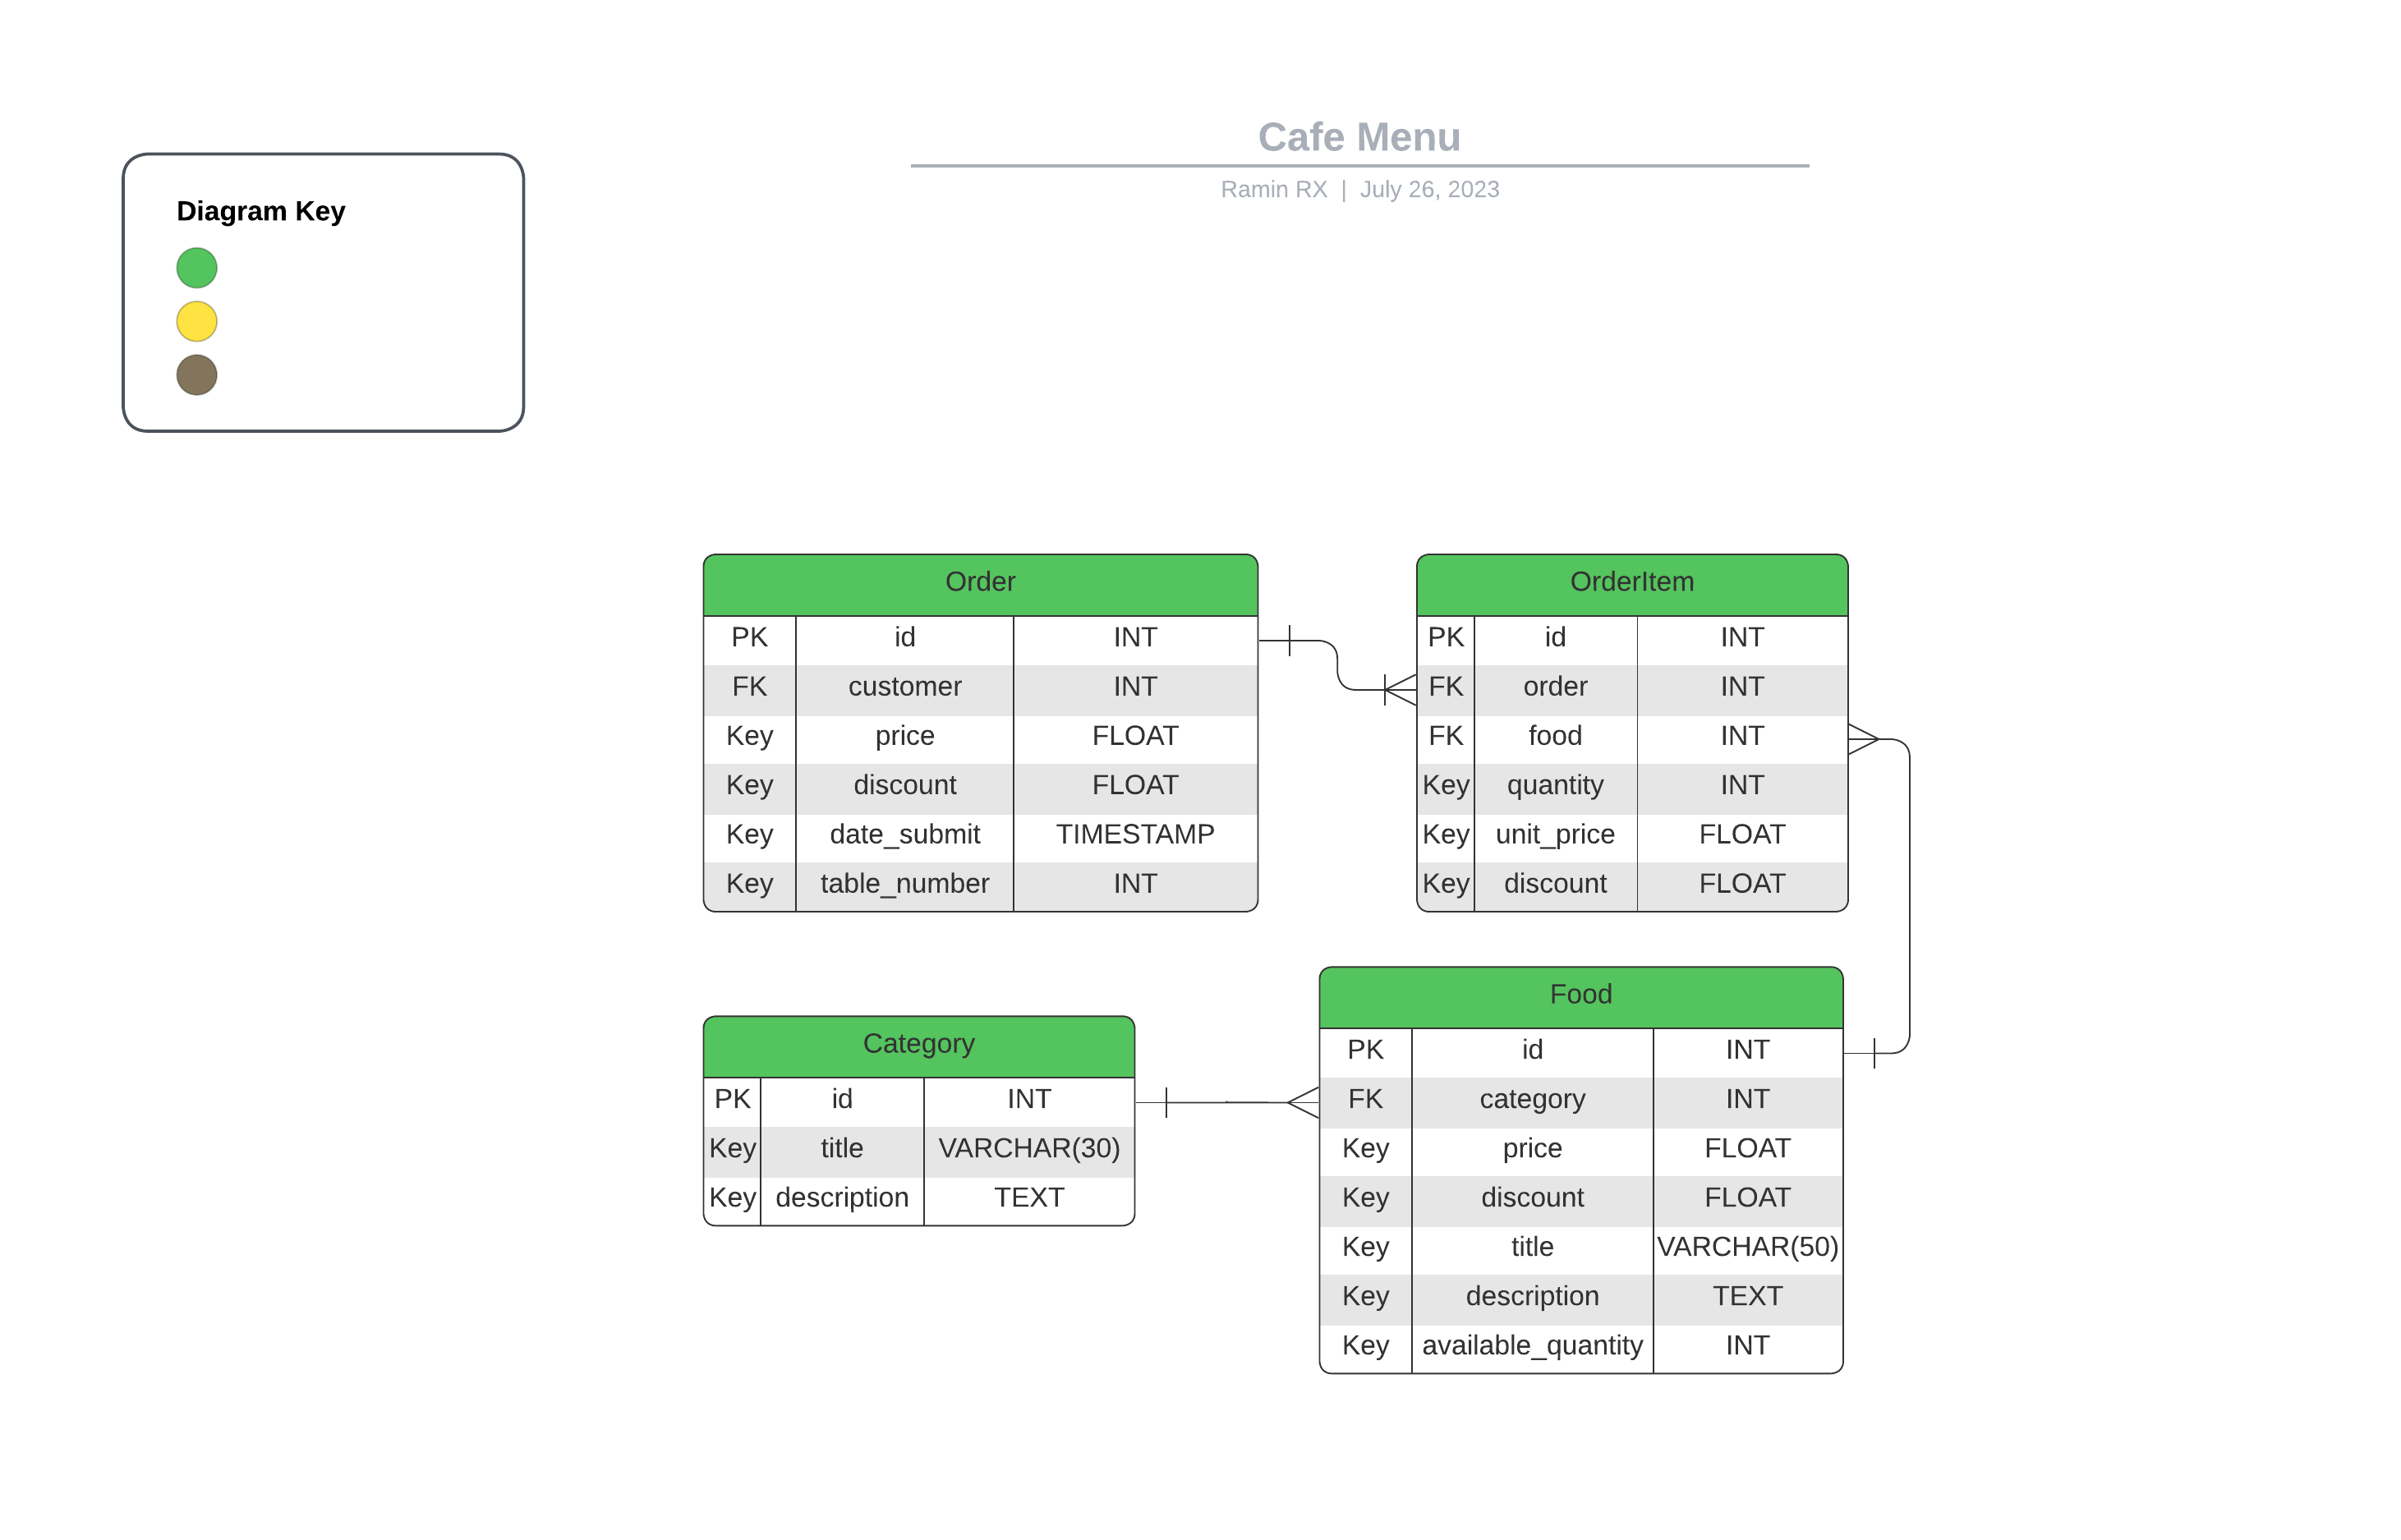 Cafe Menu
Ramin RX | July 26, 2023
Diagram Key
Order
PK id INT
FK customer INT
Key price FLOAT
Key discount FLOAT
Key date_submit TIMESTAMP
Key table_number INT
OrderItem
PK id INT
FK order INT
FK food INT
Key quantity INT
Key unit_price FLOAT
Key discount FLOAT
Category
PK id INT
Key title VARCHAR(30)
Key description TEXT
Food
PK id INT
FK category INT
Key price FLOAT
Key discount FLOAT
Key title VARCHAR(50)
Key description TEXT
Key available_quantity INT